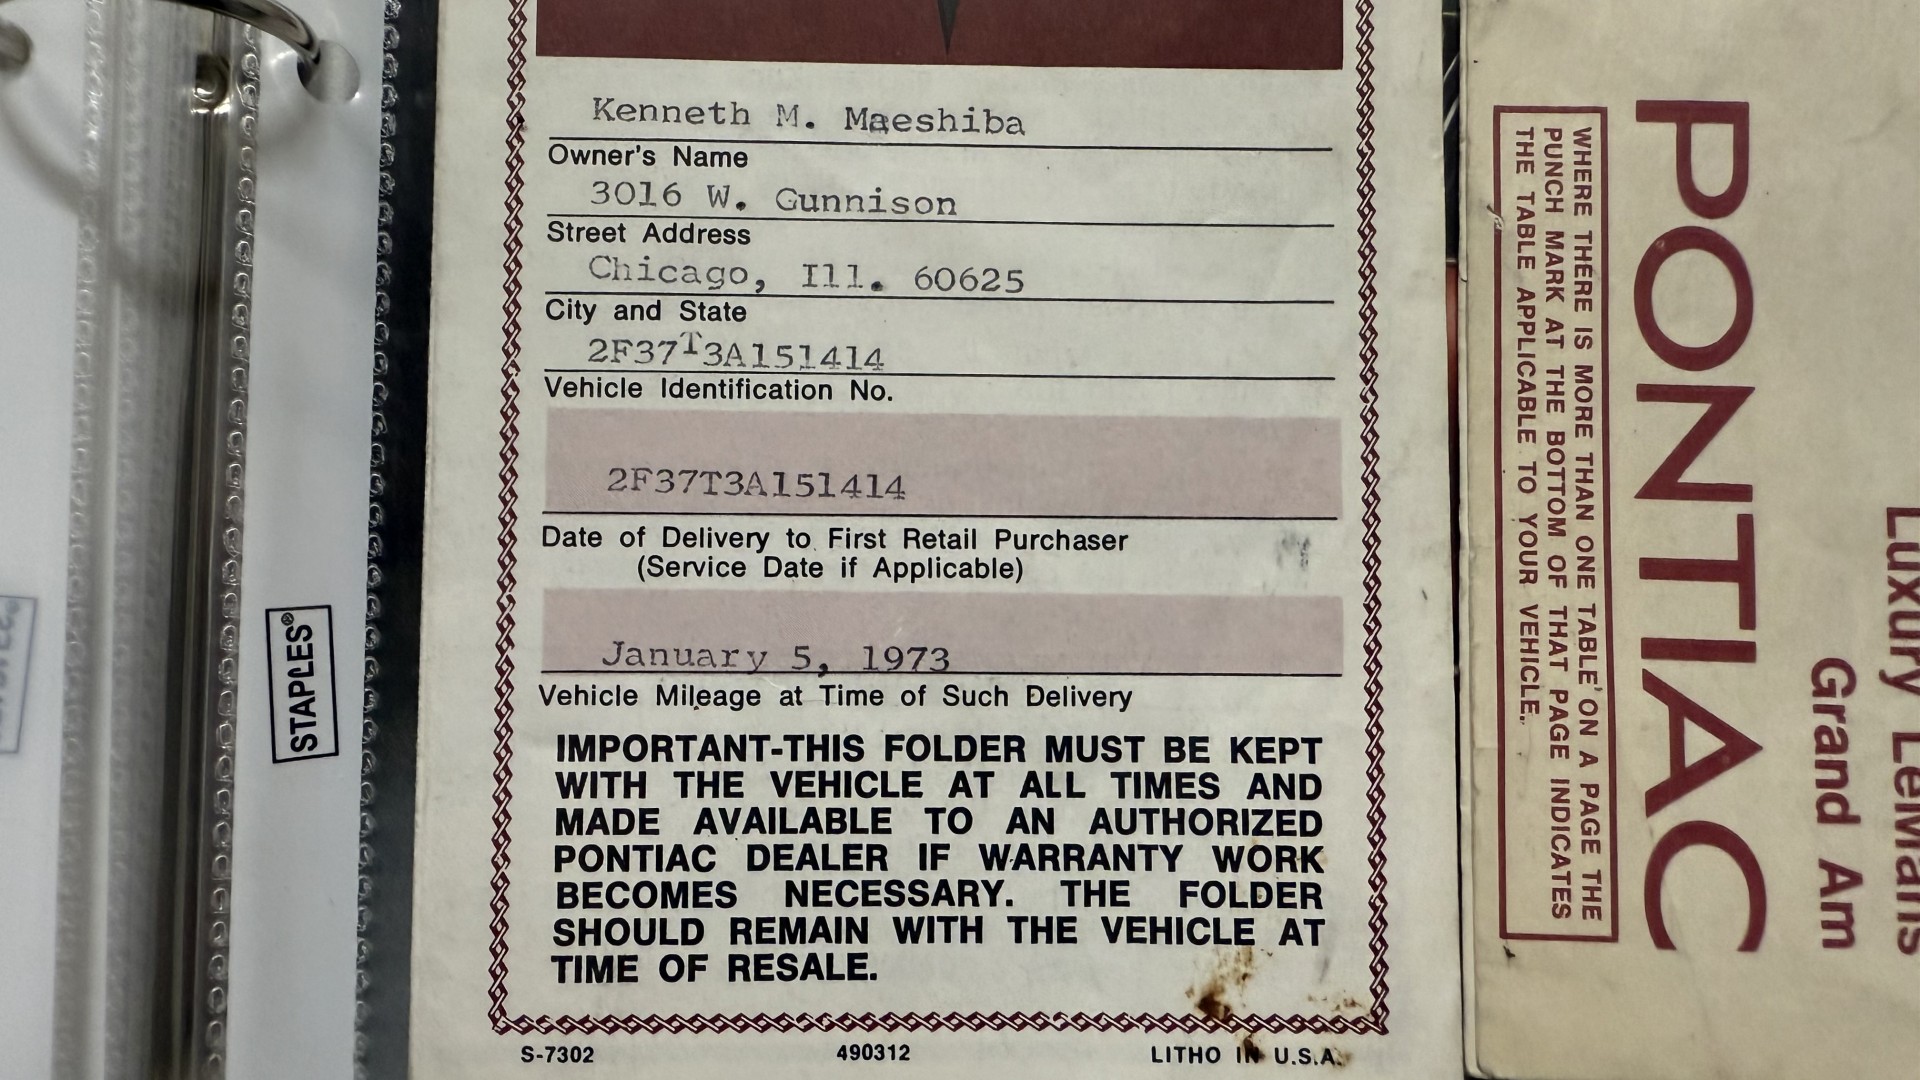 Kenneth M. Maeshiba
Owner's Name
3016 W. Gunnison
Street Address
Chicago, Ill. 60625
City and State
2F37T3A151414
Vehicle Identification No.
2F37T3A151414
Date of Delivery to First Retail Purchaser
(Service Date if Applicable)
January 5, 1973
Vehicle Mileage at Time of Such Delivery
IMPORTANT-THIS FOLDER MUST BE KEPT
WITH THE VEHICLE AT ALL TIMES AND
MADE AVAILABLE TO AN AUTHORIZED
PONTIAC DEALER IF WARRANTY WORK
BECOMES NECESSARY. THE FOLDER
SHOULD REMAIN WITH THE VEHICLE AT
TIME OF RESALE.
S-7302 490312 LITHO IN U.S.A.
STAPLES®
Luxury LeMans
Grand Am
PONTIAC
WHERE THERE IS MORE THAN ONE TABLE ON A PAGE THE
PUNCH MARK AT THE BOTTOM OF THAT PAGE INDICATES
THE TABLE APPLICABLE TO YOUR VEHICLE.